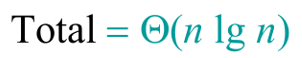 Total = Θ(n lg n)